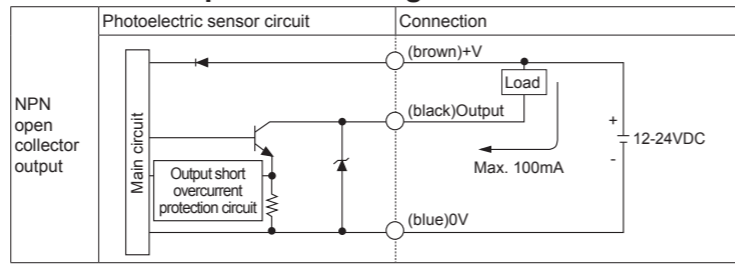 Photoelectric sensor circuit
Connection
NPN
open
collector
output
Main circuit
(brown)+V
Load
(black)Output
+
12-24VDC
-
Max. 100mA
Output short
overcurrent
protection circuit
(blue)0V